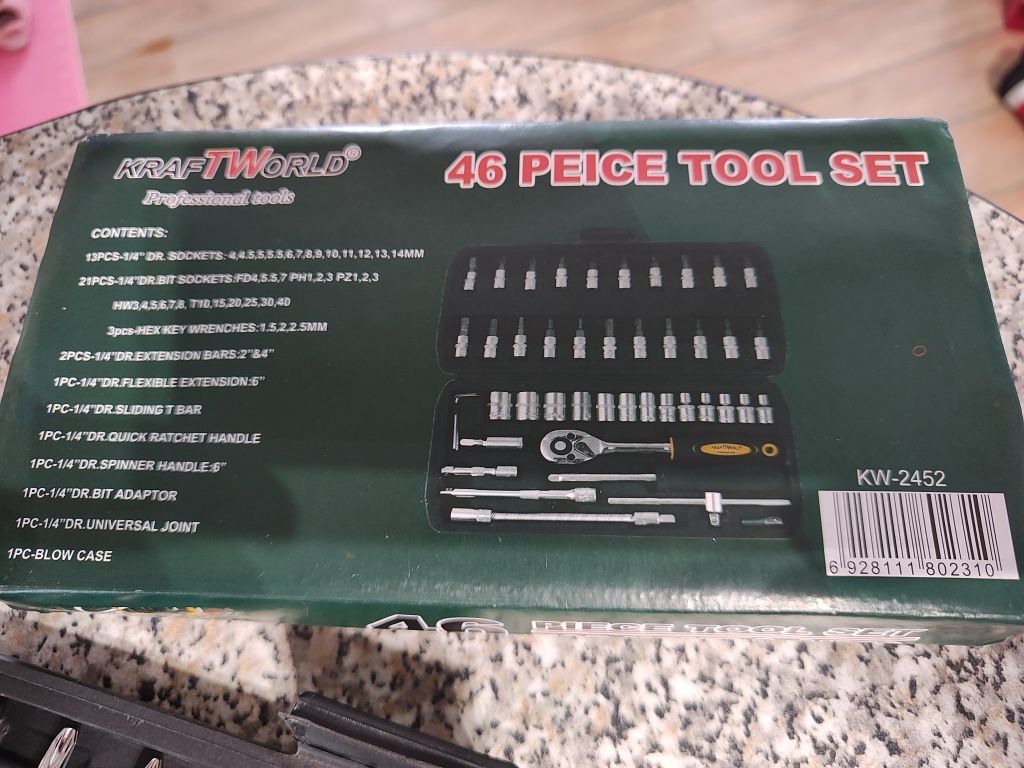 KRAFTWORLD®
Professional tools
46 PEICE TOOL SET
CONTENTS:
13PCS-1/4" DR. SOCKETS: 4,4.5,5,5.5,6,7,8,9,10,11,12,13,14MM
21PCS-1/4"DR.BIT SOCKETS:FD4,5.5,7 PH1,2,3 PZ1,2,3
HW3,4,5,6,7,8, T10,15,20,25,30,40
3pcs-HEX KEY WRENCHES:1.5,2,2.5MM
2PCS-1/4"DR.EXTENSION BARS:2"&4"
1PC-1/4"DR.FLEXIBLE EXTENSION:6"
1PC-1/4"DR.SLIDING T BAR
1PC-1/4"DR.QUICK RATCHET HANDLE
1PC-1/4"DR.SPINNER HANDLE:6"
1PC-1/4"DR.BIT ADAPTOR
1PC-1/4"DR.UNIVERSAL JOINT
1PC-BLOW CASE
KRAFTWORLD
KW-2452
6 928111 802310
46 PIECE TOOL SET